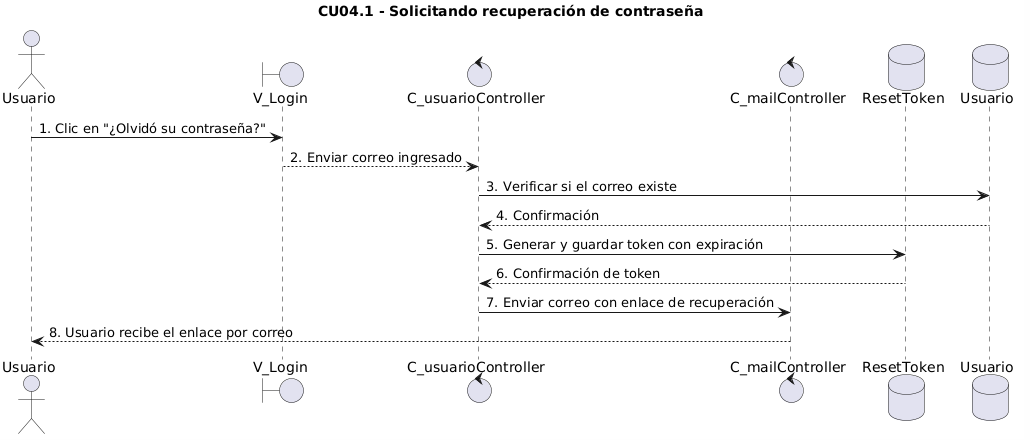 CU04.1 - Solicitando recuperación de contraseña
Usuario V_Login C_usuarioController C_mailController ResetToken Usuario
1. Clic en "¿Olvidó su contraseña?"
2. Enviar correo ingresado
3. Verificar si el correo existe
4. Confirmación
5. Generar y guardar token con expiración
6. Confirmación de token
7. Enviar correo con enlace de recuperación
8. Usuario recibe el enlace por correo
Usuario V_Login C_usuarioController C_mailController ResetToken Usuario